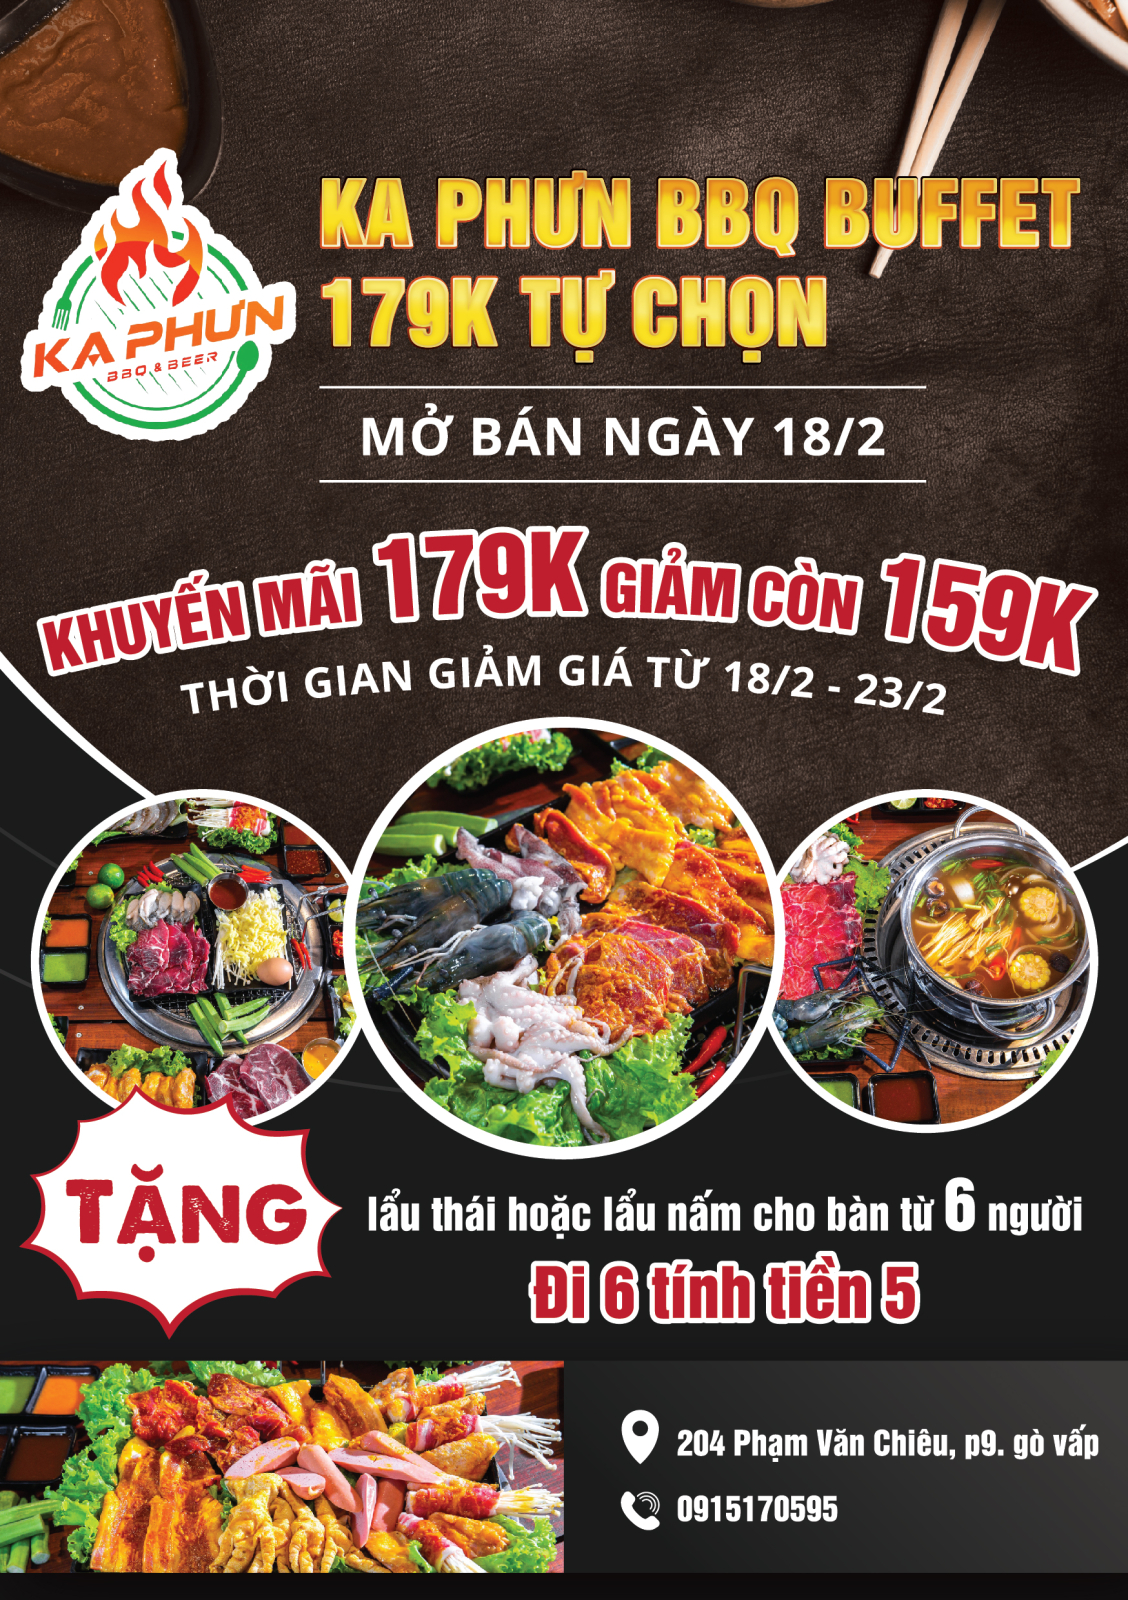 KA PHƯN
BBQ & BEER
KA PHƯN BBQ BUFFET
179K TỰ CHỌN
MỞ BÁN NGÀY 18/2
KHUYẾN MÃI 179K GIẢM CÒN 159K
THỜI GIAN GIẢM GIÁ TỪ 18/2 - 23/2
TẶNG
lẩu thái hoặc lẩu nấm cho bàn từ 6 người
Đi 6 tính tiền 5
204 Phạm Văn Chiêu, p9. gò vấp
0915170595